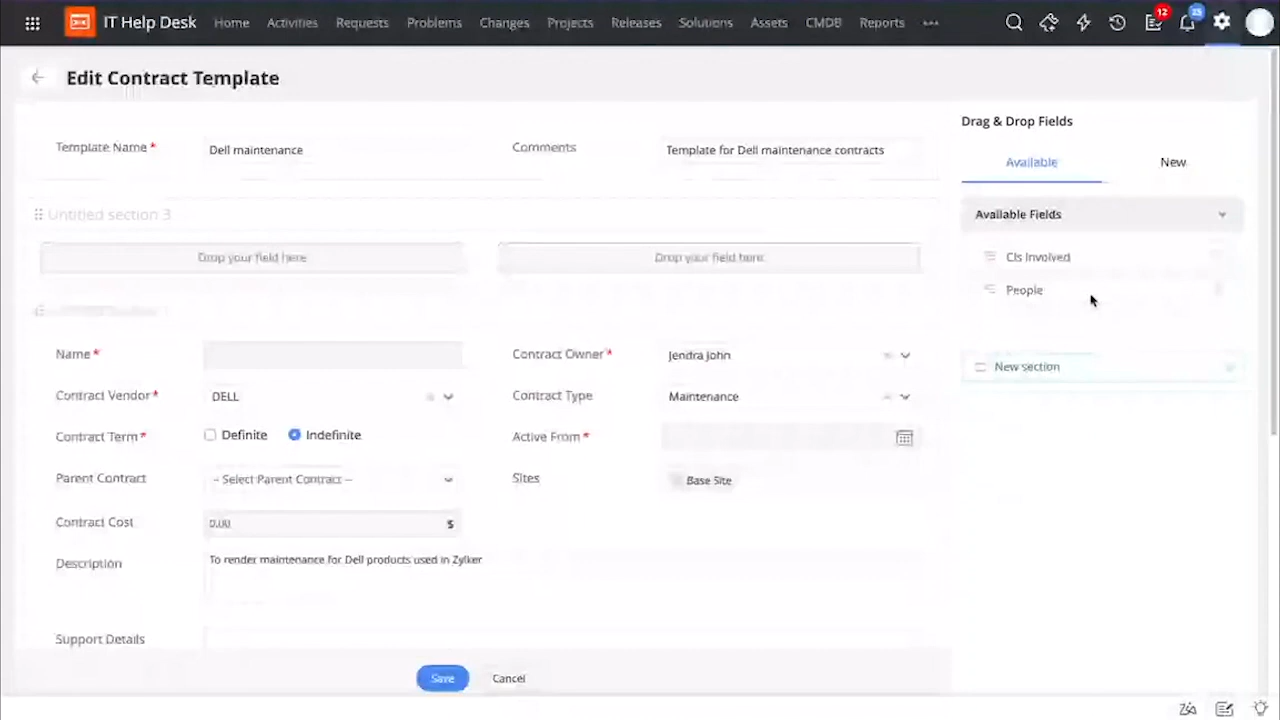 IT Help Desk Home Activities Requests Problems Changes Projects Releases Solutions Assets CMDB Reports 12 25
Edit Contract Template
Template Name * Dell maintenance Comments Template for Dell maintenance contracts
Untitled section 3
Drop your field here Drop your field here
Name * Contract Owner * Jendra John
Contract Vendor * DELL Contract Type Maintenance
Contract Term * Definite Indefinite Active From *
Parent Contract -- Select Parent Contract -- Sites Base Site
Contract Cost 0.00 $
Description To render maintenance for Dell products used in Zylker
Support Details
Save Cancel
Drag & Drop Fields
Available New
Available Fields
CIs Involved
People
New section